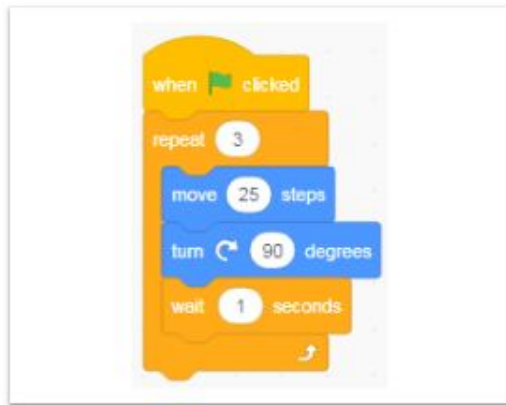 when clicked
repeat 3
move 25 steps
turn 90 degrees
wait 1 seconds